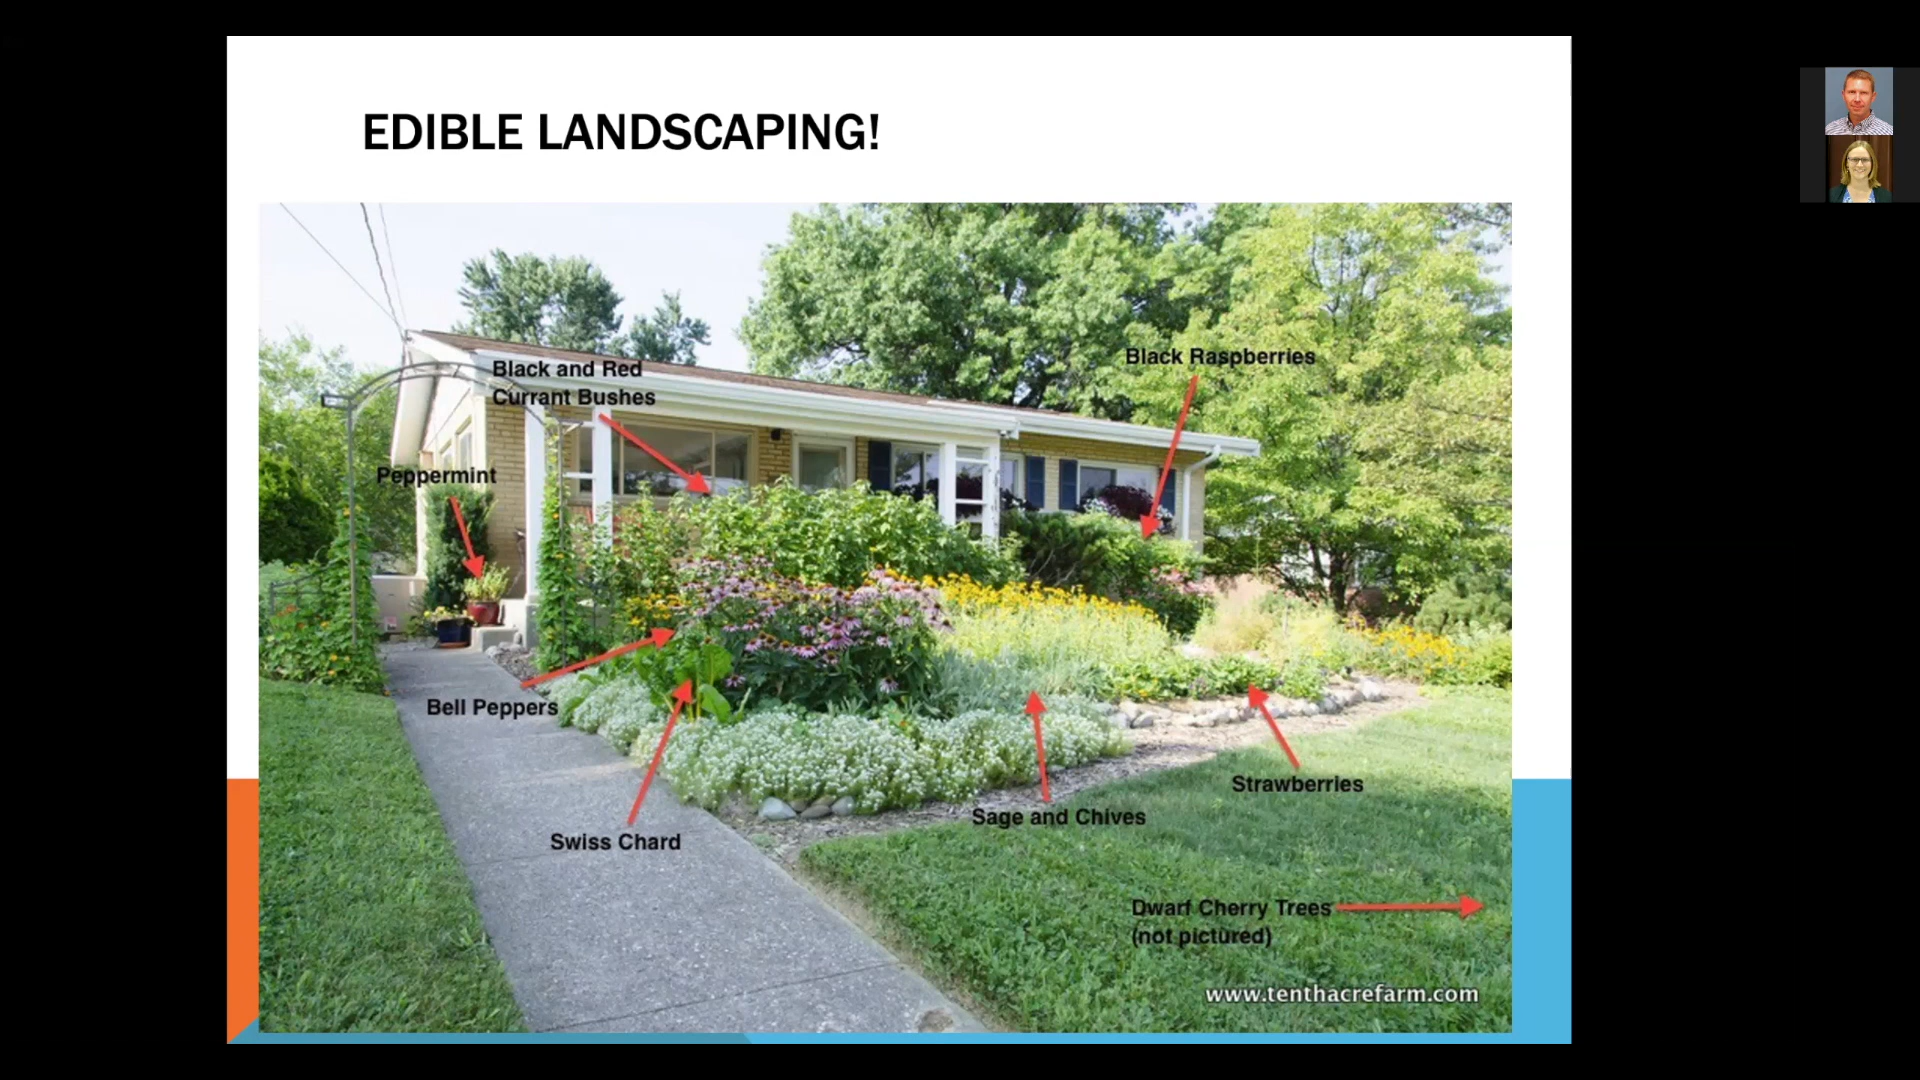 EDIBLE LANDSCAPING!
Black and Red
Currant Bushes
Black Raspberries
Peppermint
Bell Peppers
Swiss Chard
Sage and Chives
Strawberries
Dwarf Cherry Trees
(not pictured)
www.tenthacrefarm.com